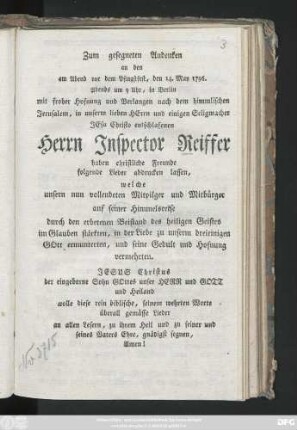 3
Zum gesegneten Andenken
an den
am Abend vor dem Pfingstfest, den 14. May 1796.
abends um 9 Uhr, in Berlin
mit froher Hofnung und Verlangen nach dem himmlischen
Jerusalem, in unserm lieben HErrn und einigen Seligmacher
JEsu Christo entschlafenen
Herrn Inspector Reiffer
haben christliche Freunde
folgende Lieder abdrucken lassen,
welche
unsern nun vollendeten Mitpilger und Mitbürger
auf seiner Himmelsreise
durch den erbetenen Beistand des heiligen Geistes
im Glauben stärkten, in der Liebe zu unserm dreieinigen
GOtt ermunterten, und seine Gedult und Hofnung
vermehrten.
JESUS Christus
der eingeborne Sohn GOttes unser HERR und GOTT
und Heiland
wolle diese rein biblische, seinem wehrten Worte
überall gemässe Lieder
an allen Lesern, zu ihrem Heil und zu seiner und
seines Vaters Ehre, gnädigst segnen,
Amen!